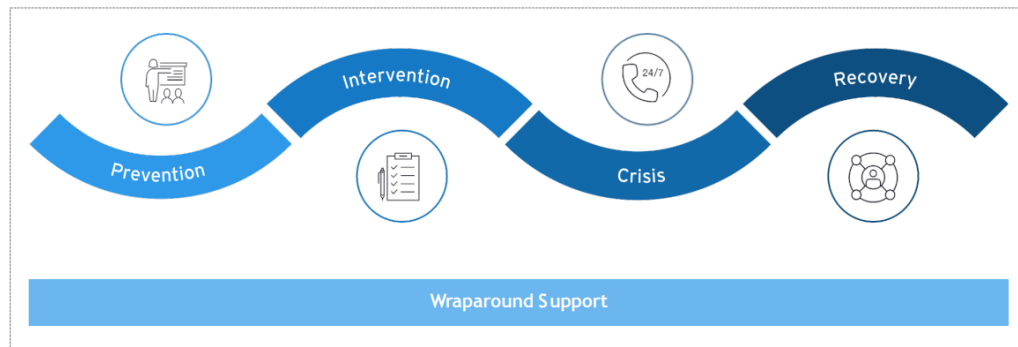 Prevention
Intervention
24/7
Crisis
Recovery
Wraparound Support